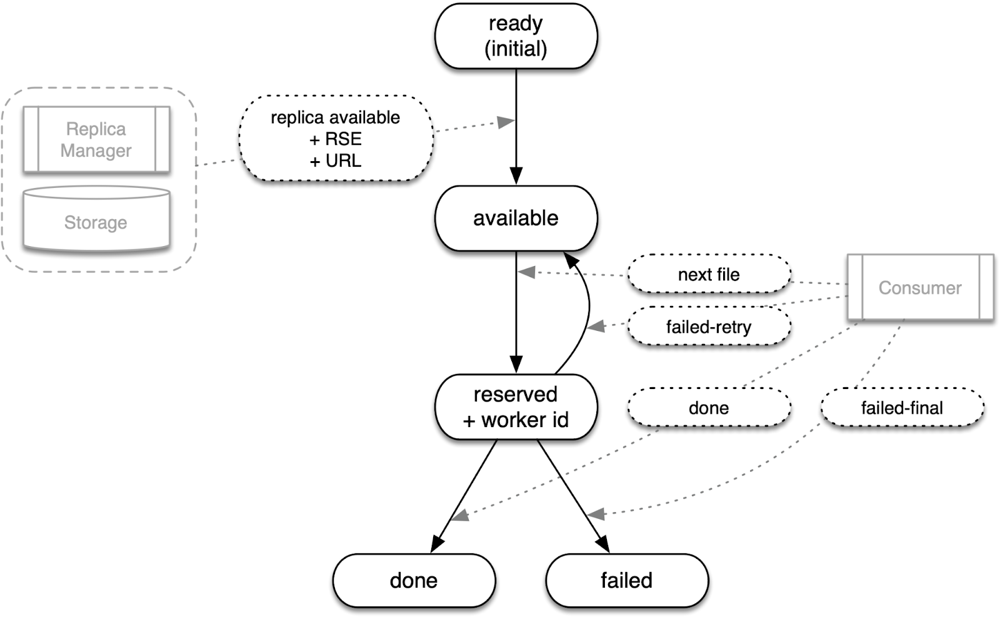 ready
(initial)
replica available
+ RSE
+ URL
Replica
Manager
Storage
available
next file
Consumer
failed-retry
reserved
+ worker id
done
failed-final
done
failed